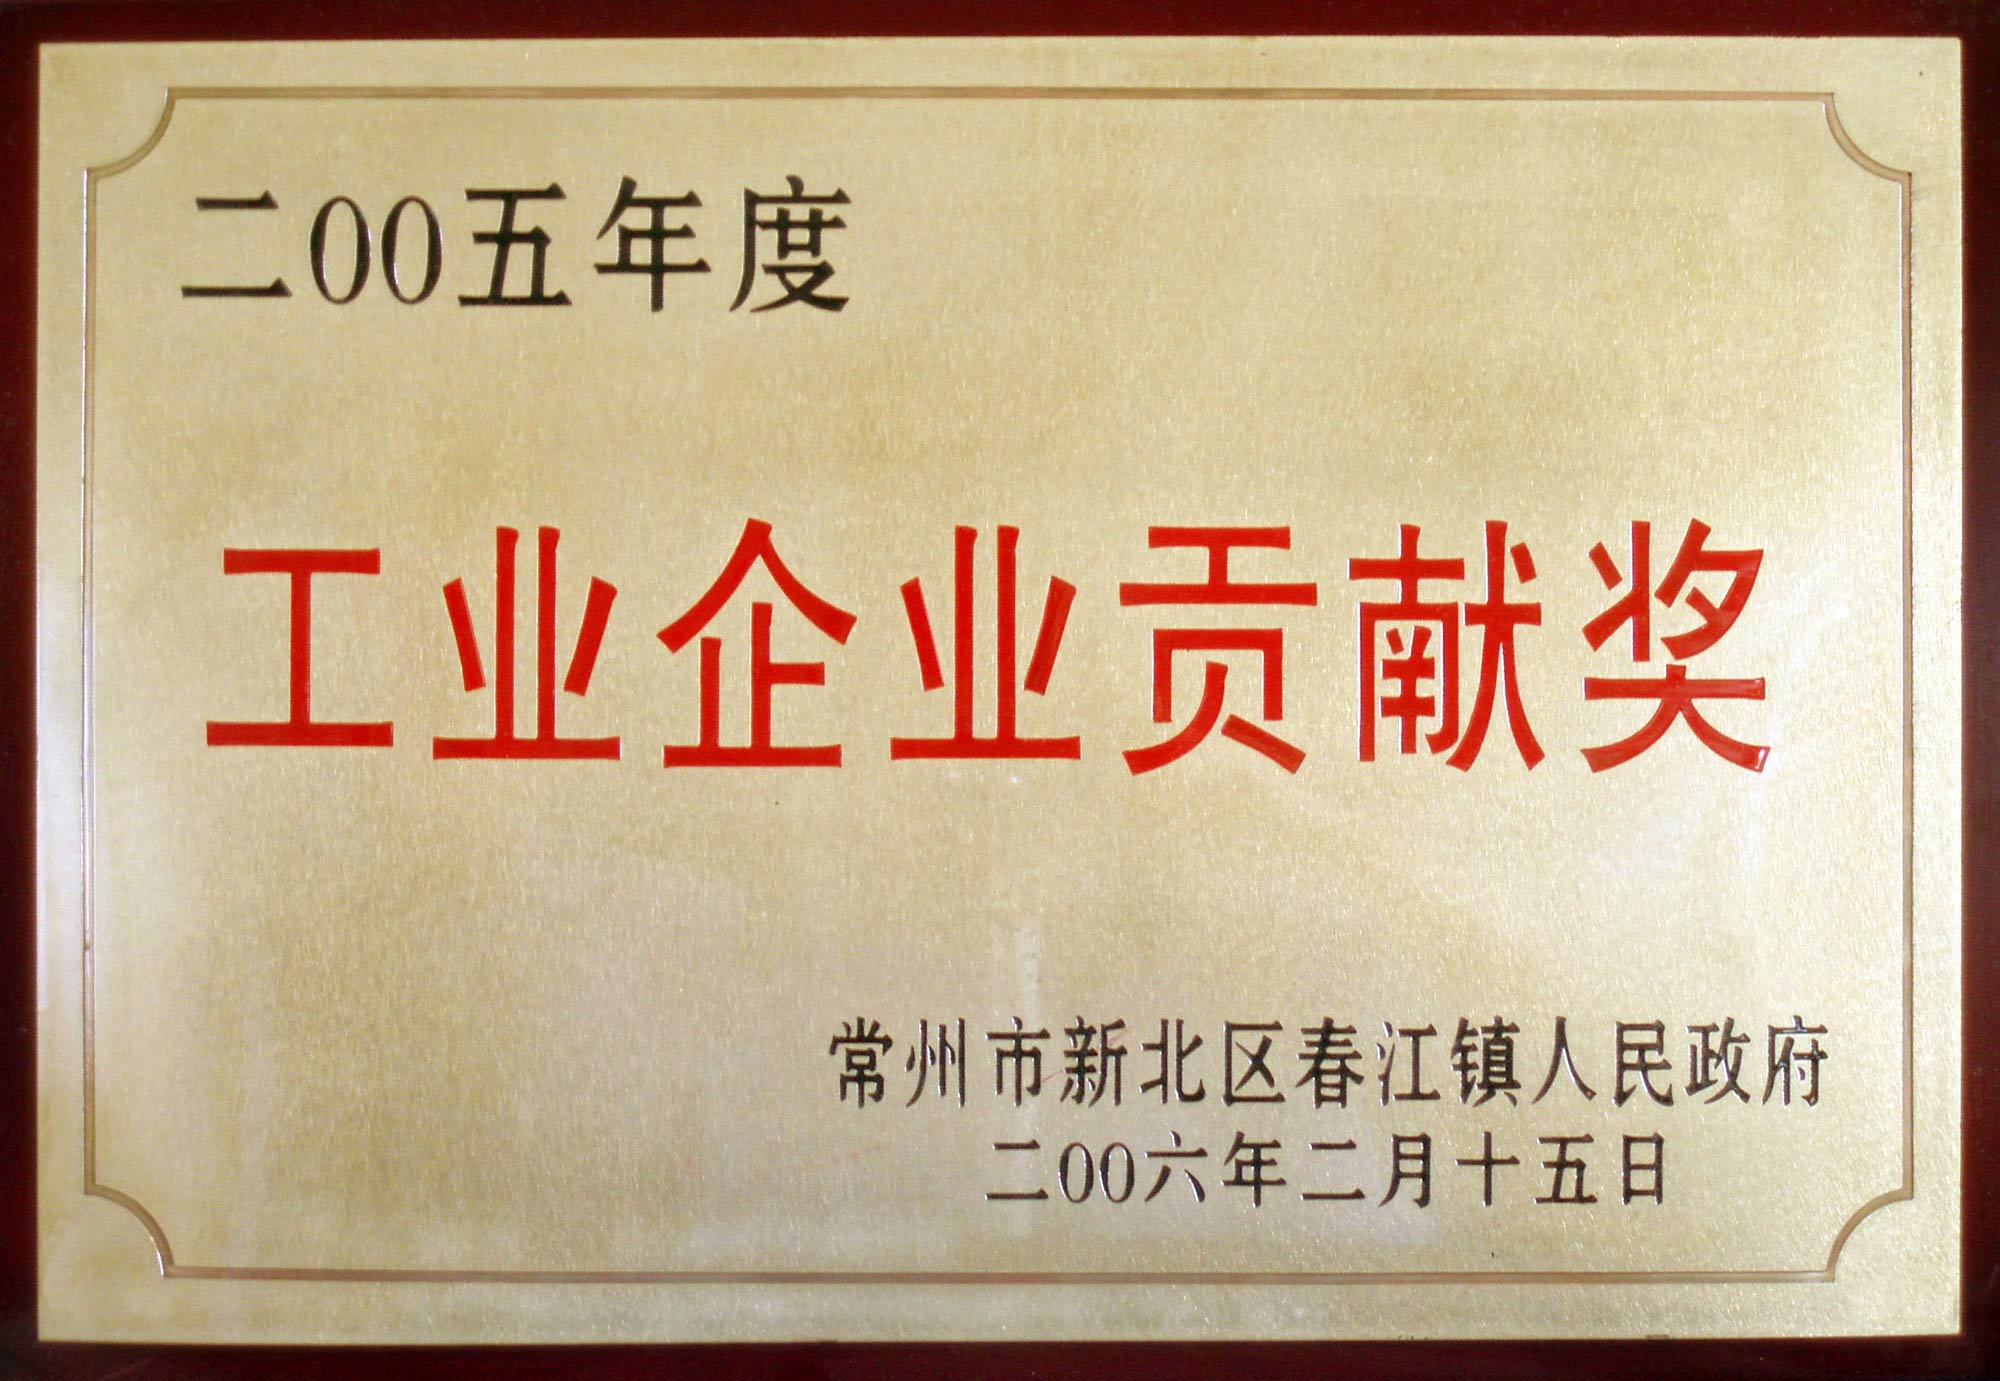 二00五年度
工业企业贡献奖
常州市新北区春江镇人民政府
二00六年二月十五日